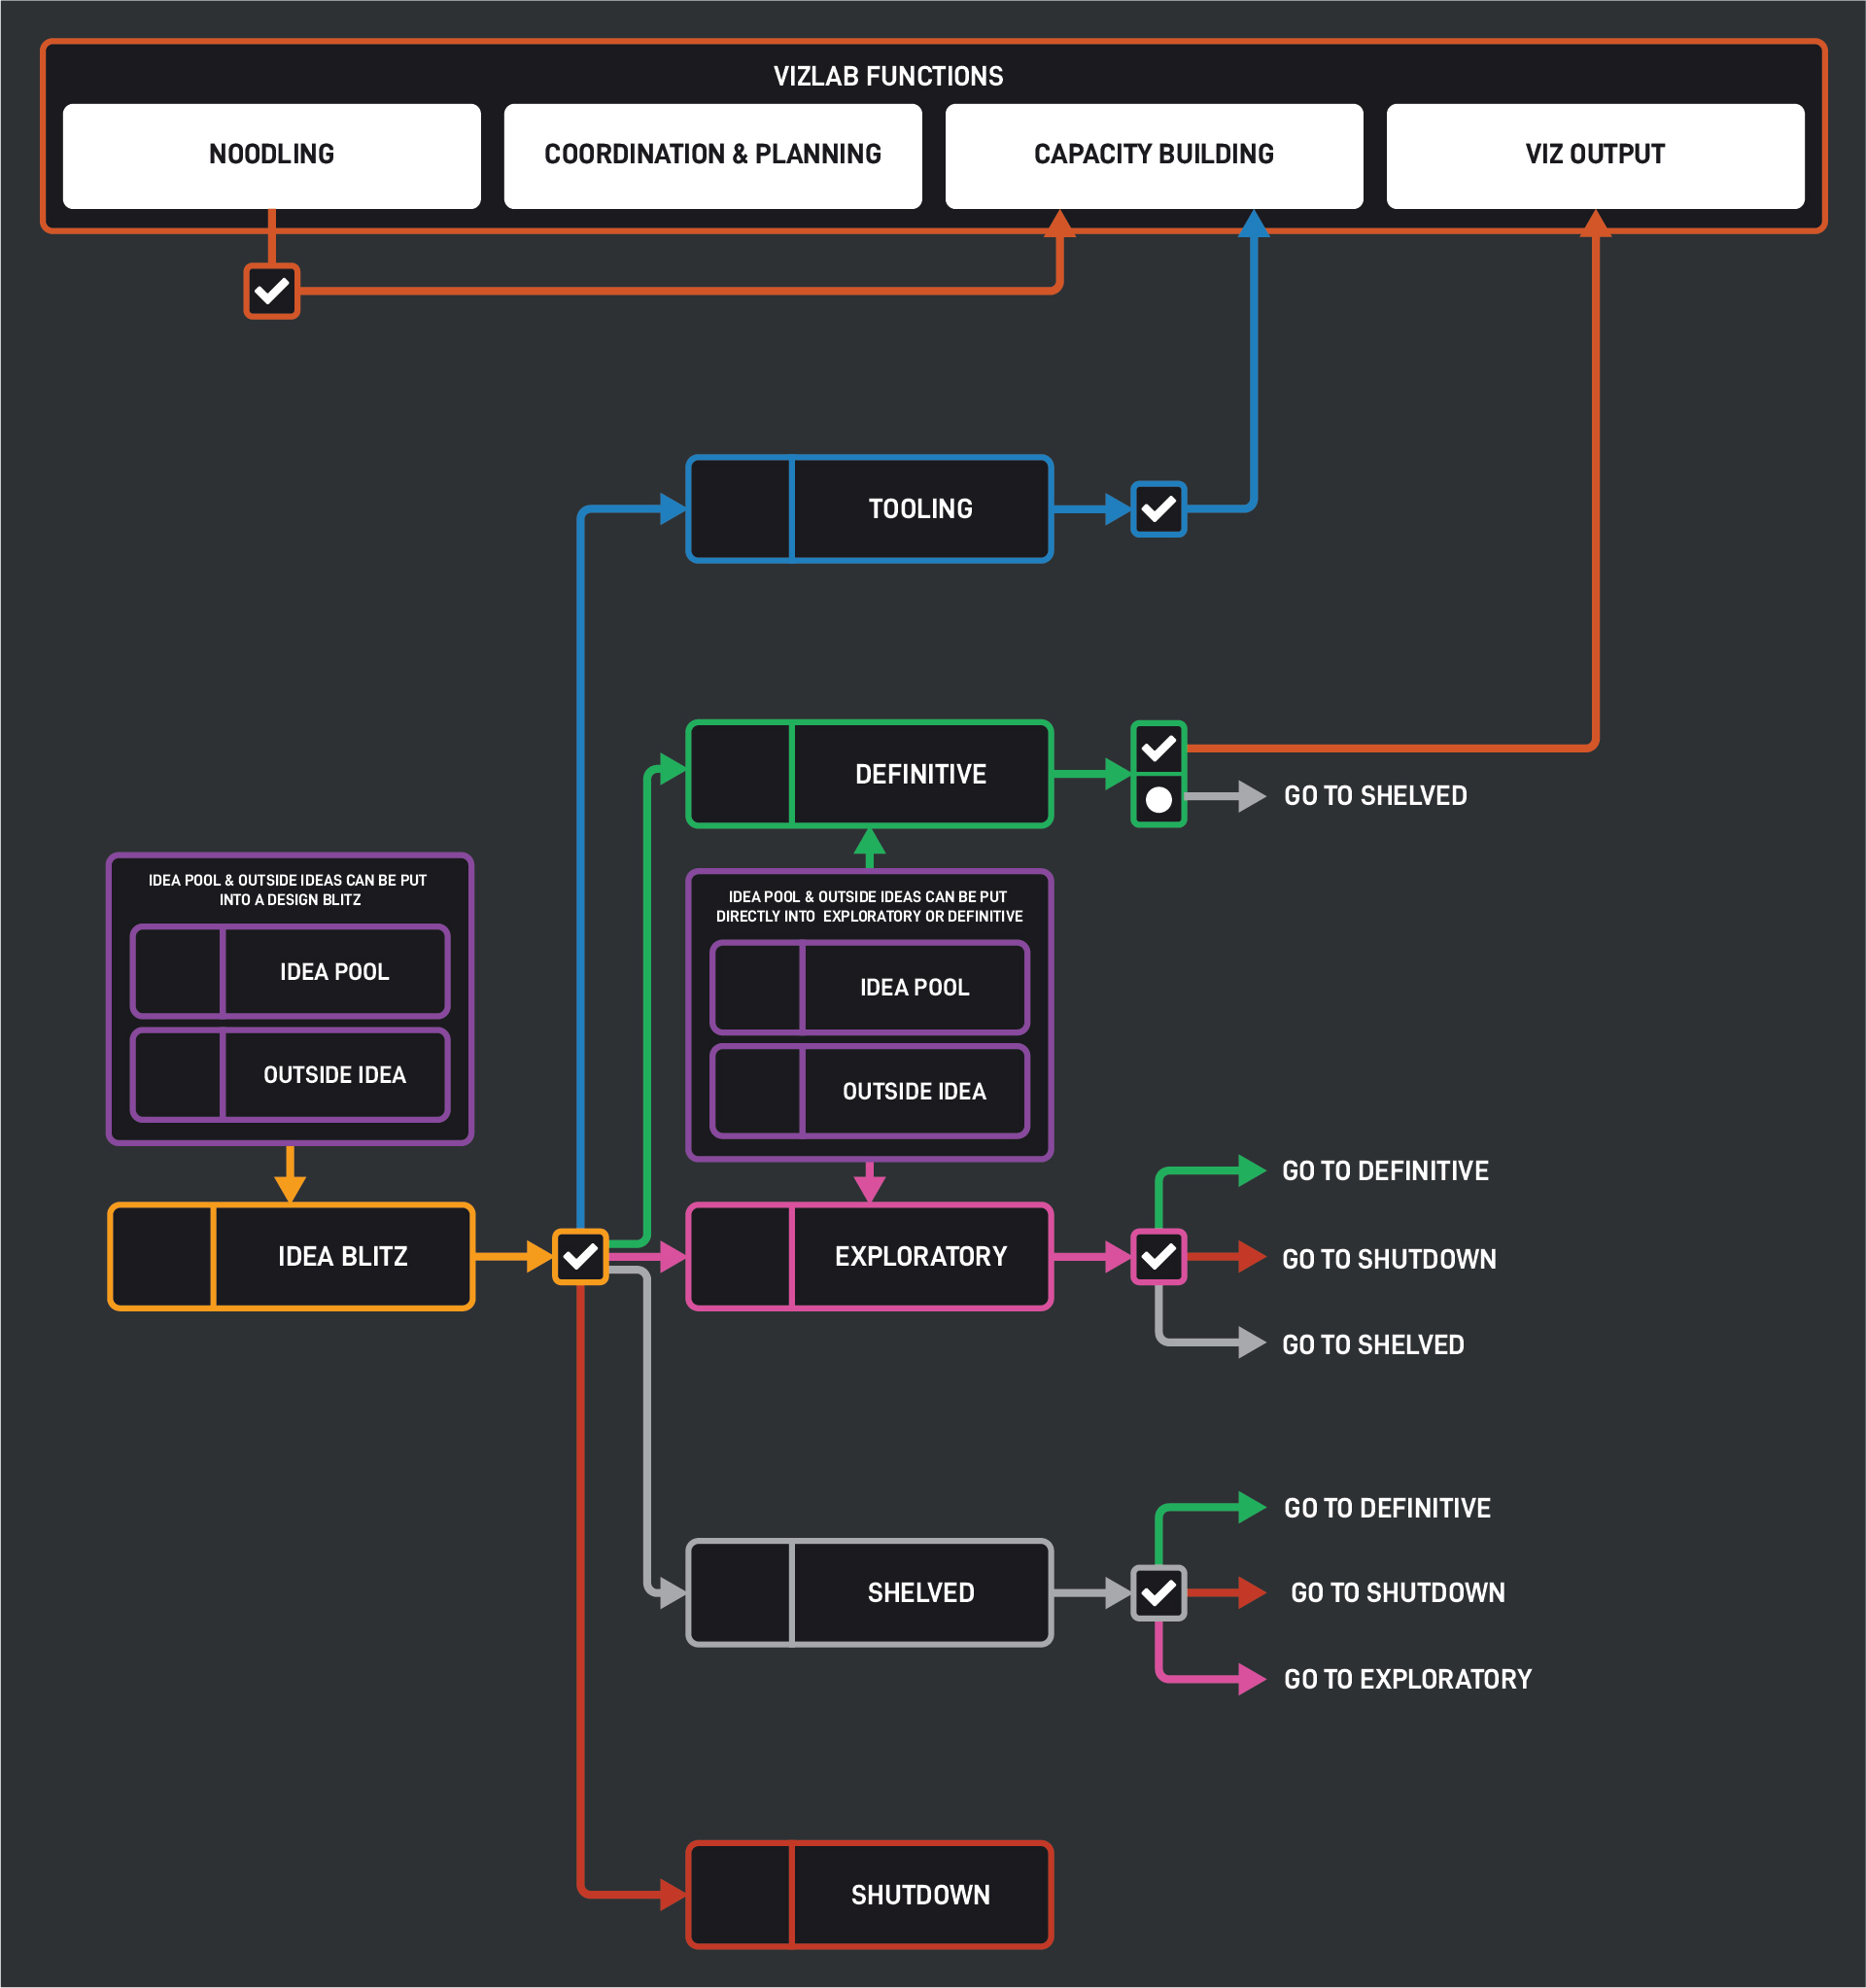 VIZLAB FUNCTIONS
NOODLING
COORDINATION & PLANNING
CAPACITY BUILDING
VIZ OUTPUT
TOOLING
DEFINITIVE
GO TO SHELVED
IDEA POOL & OUTSIDE IDEAS CAN BE PUT
INTO A DESIGN BLITZ
IDEA POOL
OUTSIDE IDEA
IDEA POOL & OUTSIDE IDEAS CAN BE PUT
DIRECTLY INTO EXPLORATORY OR DEFINITIVE
IDEA POOL
OUTSIDE IDEA
IDEA BLITZ
EXPLORATORY
GO TO DEFINITIVE
GO TO SHUTDOWN
GO TO SHELVED
SHELVED
GO TO DEFINITIVE
GO TO SHUTDOWN
GO TO EXPLORATORY
SHUTDOWN